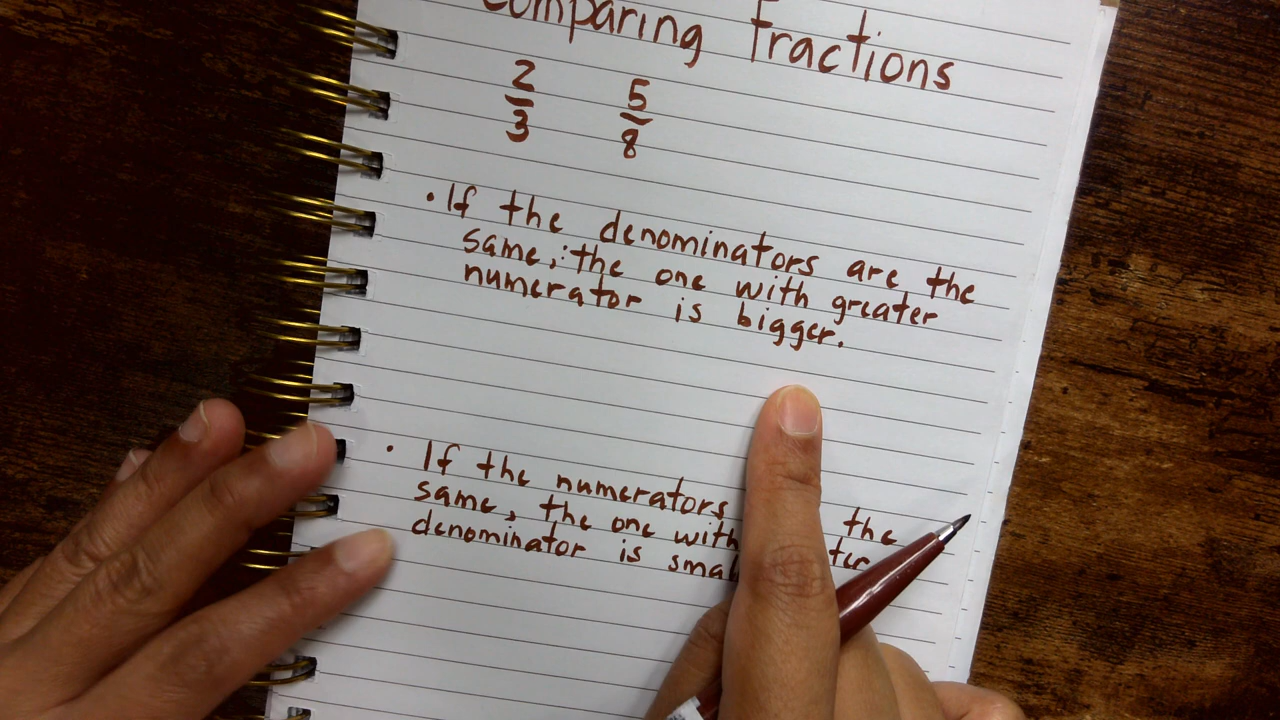 Comparing Fractions
2/3 5/8
• If the denominators are the
same, the one with greater
numerator is bigger.
• If the numerators the
same, the one with
denominator is